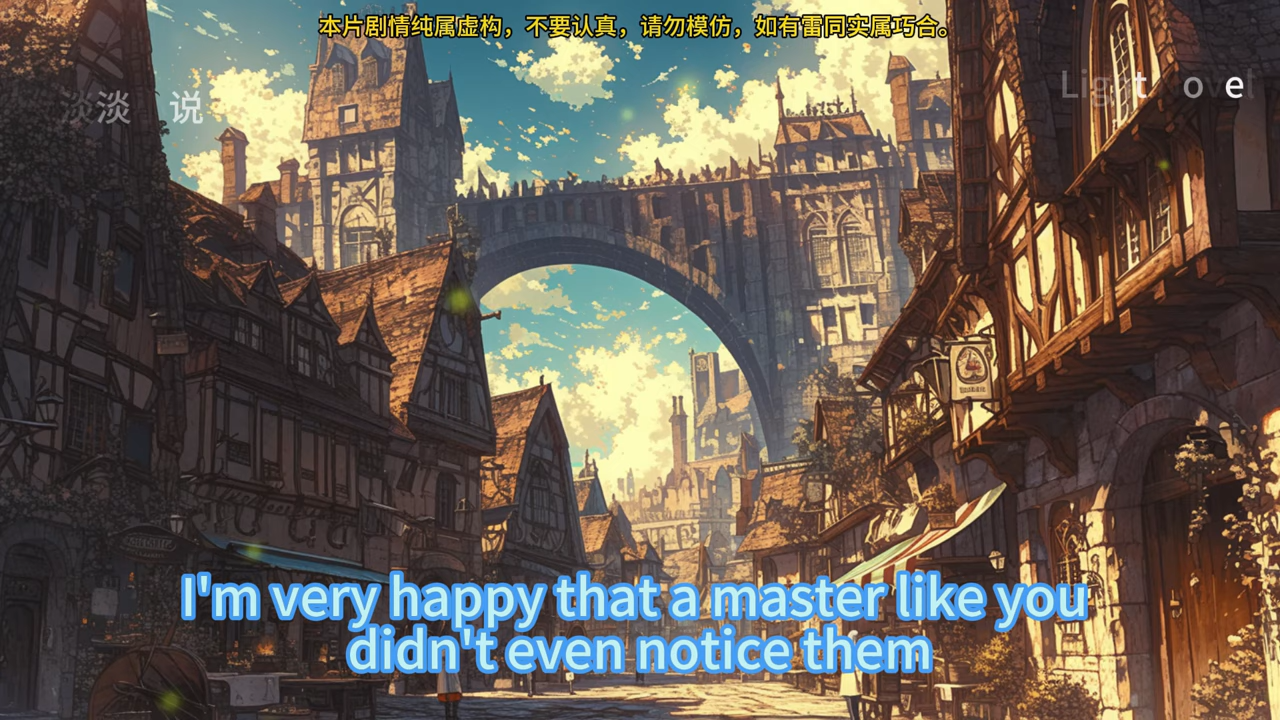 本片剧情纯属虚构，不要认真，请勿模仿，如有雷同实属巧合。
淡淡 说
Light ovel
I'm very happy that a master like you
didn't even notice them